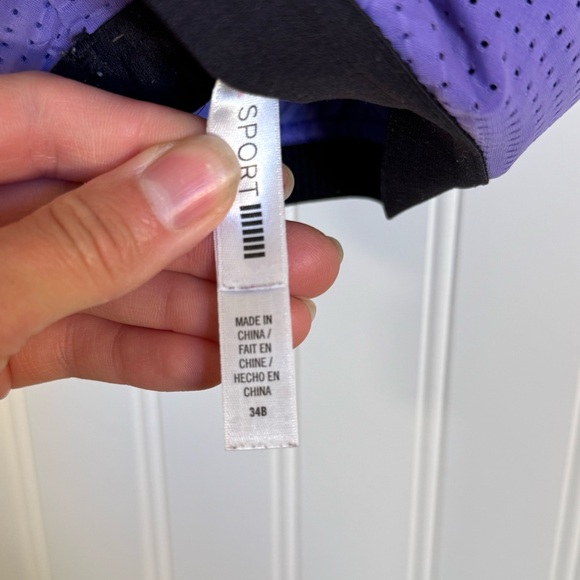 SPORT
MADE IN
CHINA /
FAIT EN
CHINE /
HECHO EN
CHINA
34B